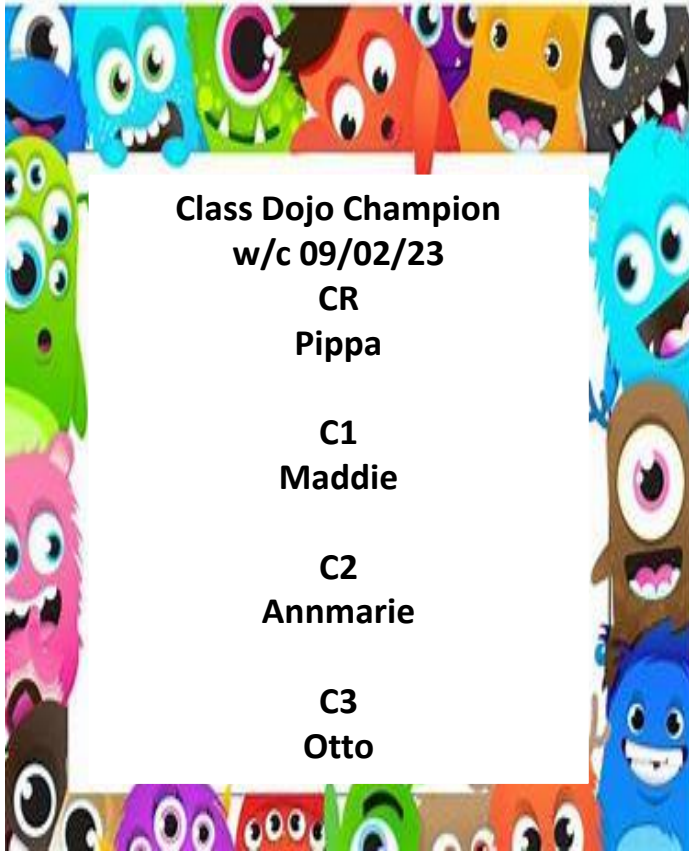 Class Dojo Champion
w/c 09/02/23
CR
Pippa
C1
Maddie
C2
Annmarie
C3
Otto